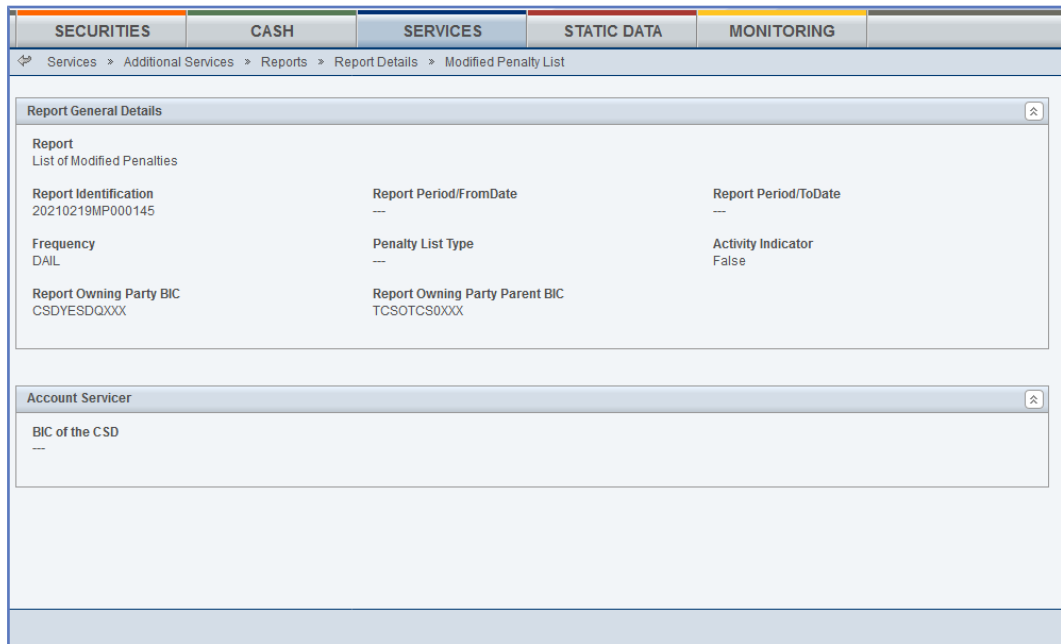 SECURITIES CASH SERVICES STATIC DATA MONITORING
Services » Additional Services » Reports » Report Details » Modified Penalty List
Report General Details
Report
List of Modified Penalties
Report Identification Report Period/FromDate Report Period/ToDate
20210219MP000145 --- ---
Frequency Penalty List Type Activity Indicator
DAIL --- False
Report Owning Party BIC Report Owning Party Parent BIC
CSDYESDQXXX TCSOTCS0XXX
Account Servicer
BIC of the CSD
---